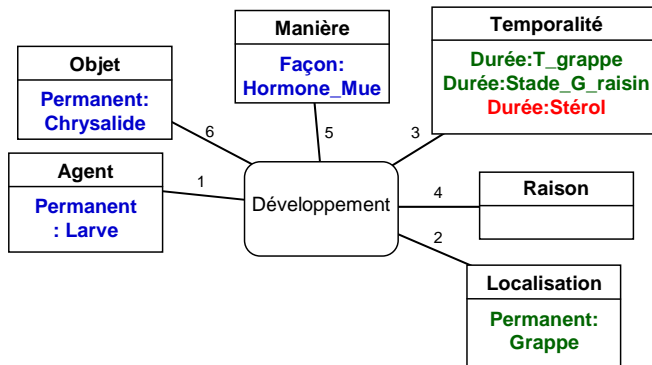 Manière
Façon:
Hormone_Mue
Temporalité
Durée:T_grappe
Durée:Stade_G_raisin
Durée:Stérol
Objet
Permanent:
Chrysalide
6
5
3
Agent
Permanent
: Larve
1
Développement
4
Raison
2
Localisation
Permanent:
Grappe